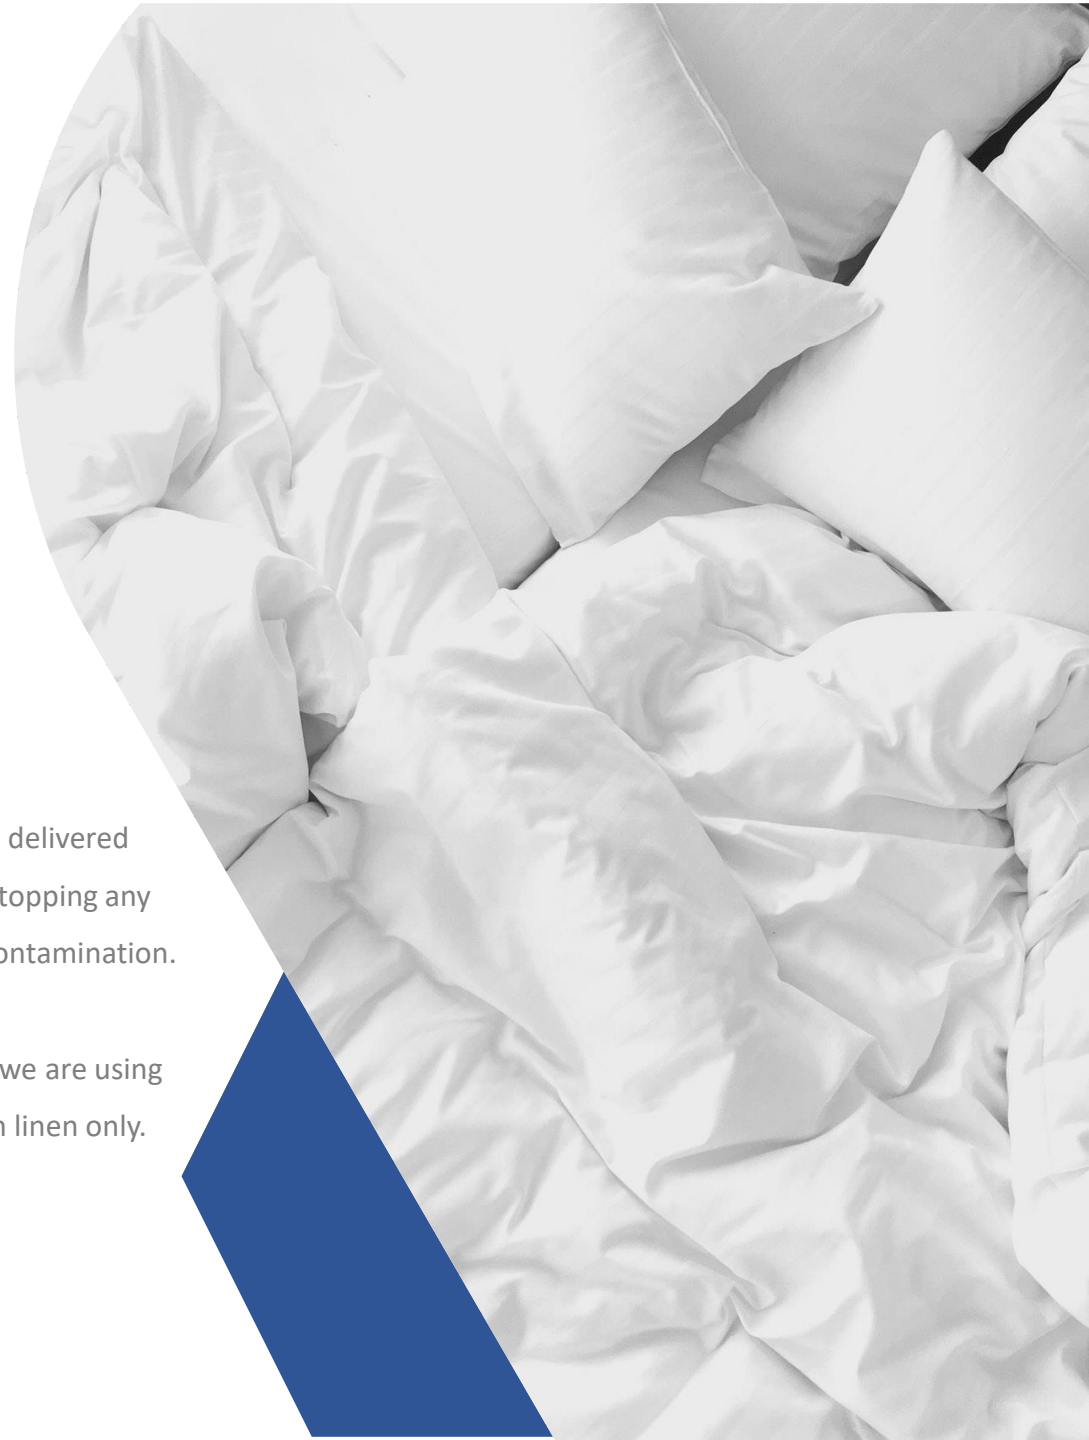 delivered
topping any
ontamination.
we are using
linen only.